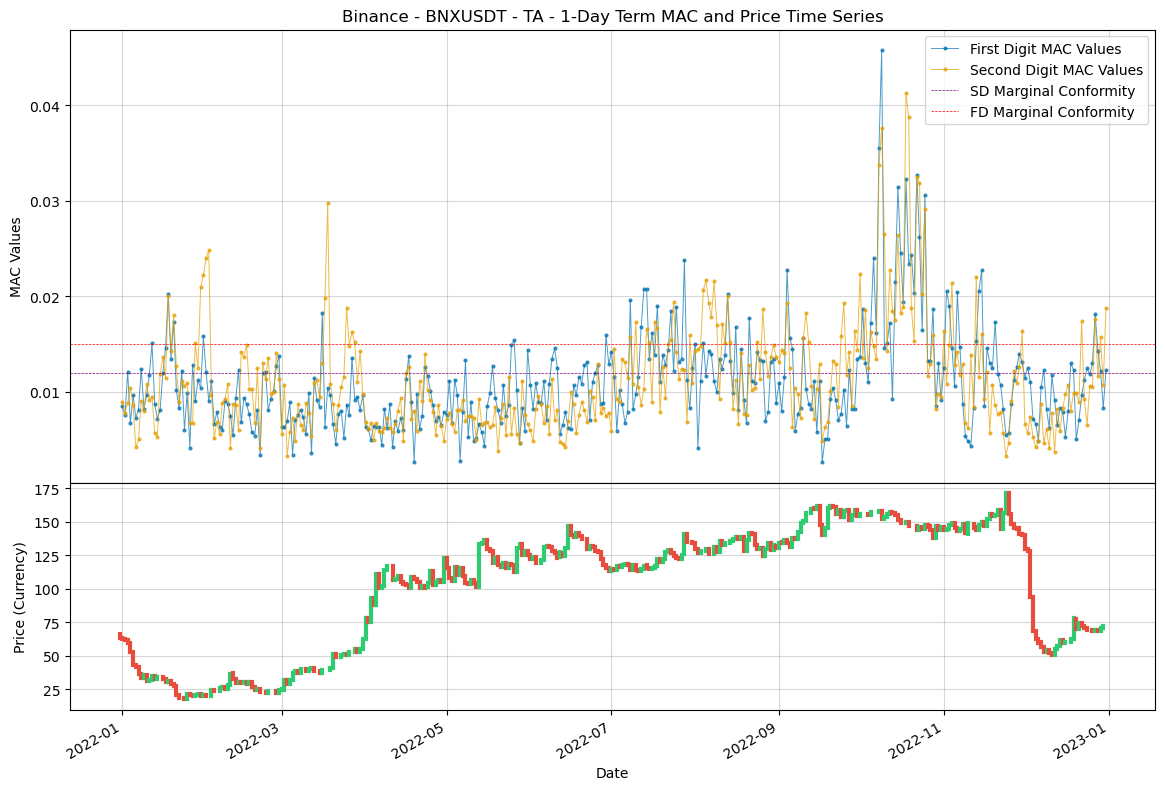 Binance - BNXUSDT - TA - 1-Day Term MAC and Price Time Series
First Digit MAC Values
Second Digit MAC Values
SD Marginal Conformity
FD Marginal Conformity
MAC Values
0.04
0.03
0.02
0.01
Price (Currency)
175
150
125
100
75
50
25
2022-01
2022-03
2022-05
2022-07
2022-09
2022-11
2023-01
Date